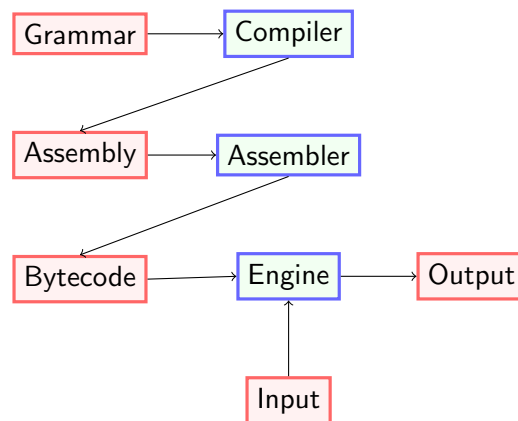 Grammar
Compiler
Assembly
Assembler
Bytecode
Engine
Output
Input